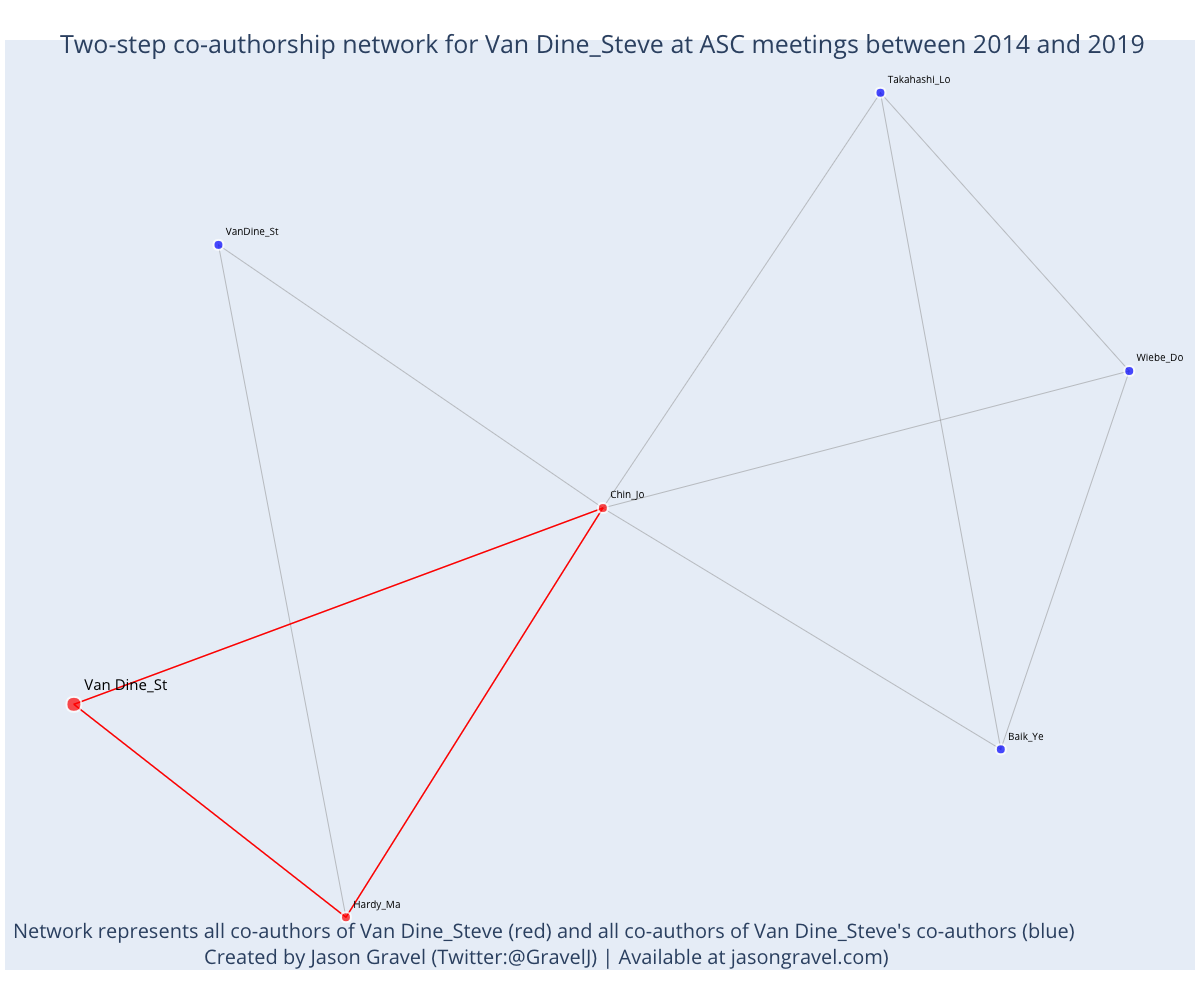 Two-step co-authorship network for Van Dine_Steve at ASC meetings between 2014 and 2019
Takahashi_Lo
VanDine_St
Wiebe_Do
Chin_Jo
Van Dine_St
Baik_Ye
Hardy_Ma
Network represents all co-authors of Van Dine_Steve (red) and all co-authors of Van Dine_Steve's co-authors (blue)
Created by Jason Gravel (Twitter:@GravelJ) | Available at jasongravel.com)